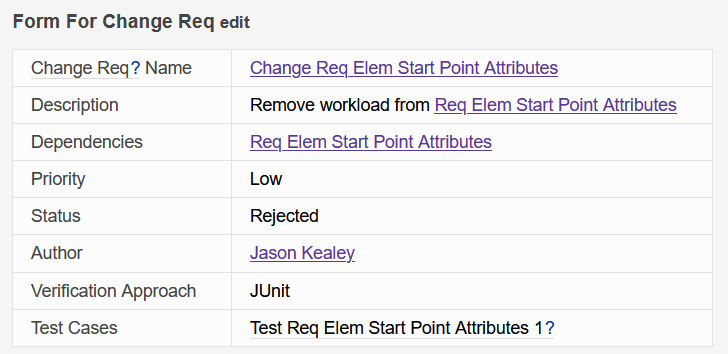 Form For Change Req edit
Change Req? Name Change Req Elem Start Point Attributes
Description Remove workload from Req Elem Start Point Attributes
Dependencies Req Elem Start Point Attributes
Priority Low
Status Rejected
Author Jason Kealey
Verification Approach JUnit
Test Cases Test Req Elem Start Point Attributes 1?